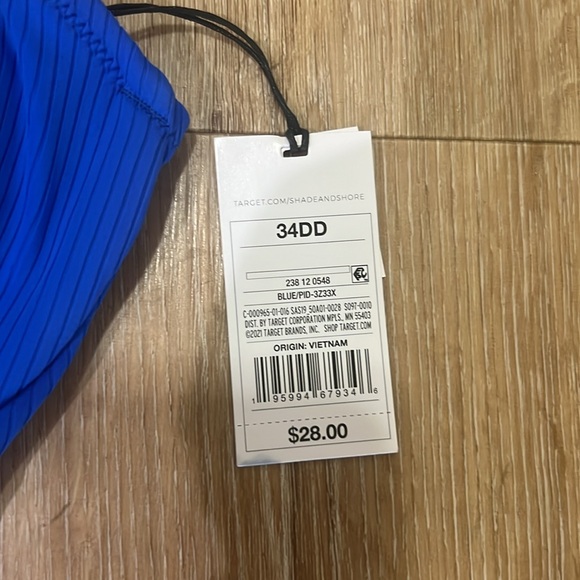 TARGET.COM/SHADEANDSHORE
34DD
238 12 0548
BLUE/PID-3Z33X
C-000965-01-016 SAS19_50A01-0028 S097-0010
DIST. BY TARGET CORPORATION MPLS., MN 55403
©2021 TARGET BRANDS, INC. SHOP TARGET.COM
ORIGIN: VIETNAM
1 95994 67934 6
$28.00